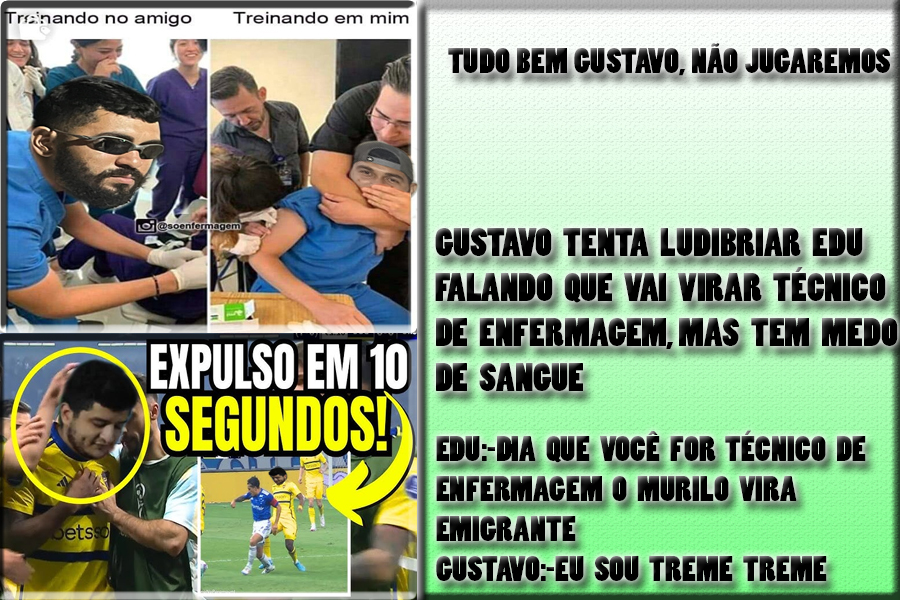 Treinando no amigo
Treinando em mim
@soenfermagem
EXPULSO EM 10
SEGUNDOS!
betsso
TUDO BEM GUSTAVO, NÃO JUGAREMOS
GUSTAVO TENTA LUDIBRIAR EDU
FALANDO QUE VAI VIRAR TÉCNICO
DE ENFERMAGEM, MAS TEM MEDO
DE SANGUE
EDU:-DIA QUE VOCÊ FOR TÉCNICO DE
ENFERMAGEM O MURILO VIRA
EMIGRANTE
GUSTAVO:-EU SOU TREME TREME